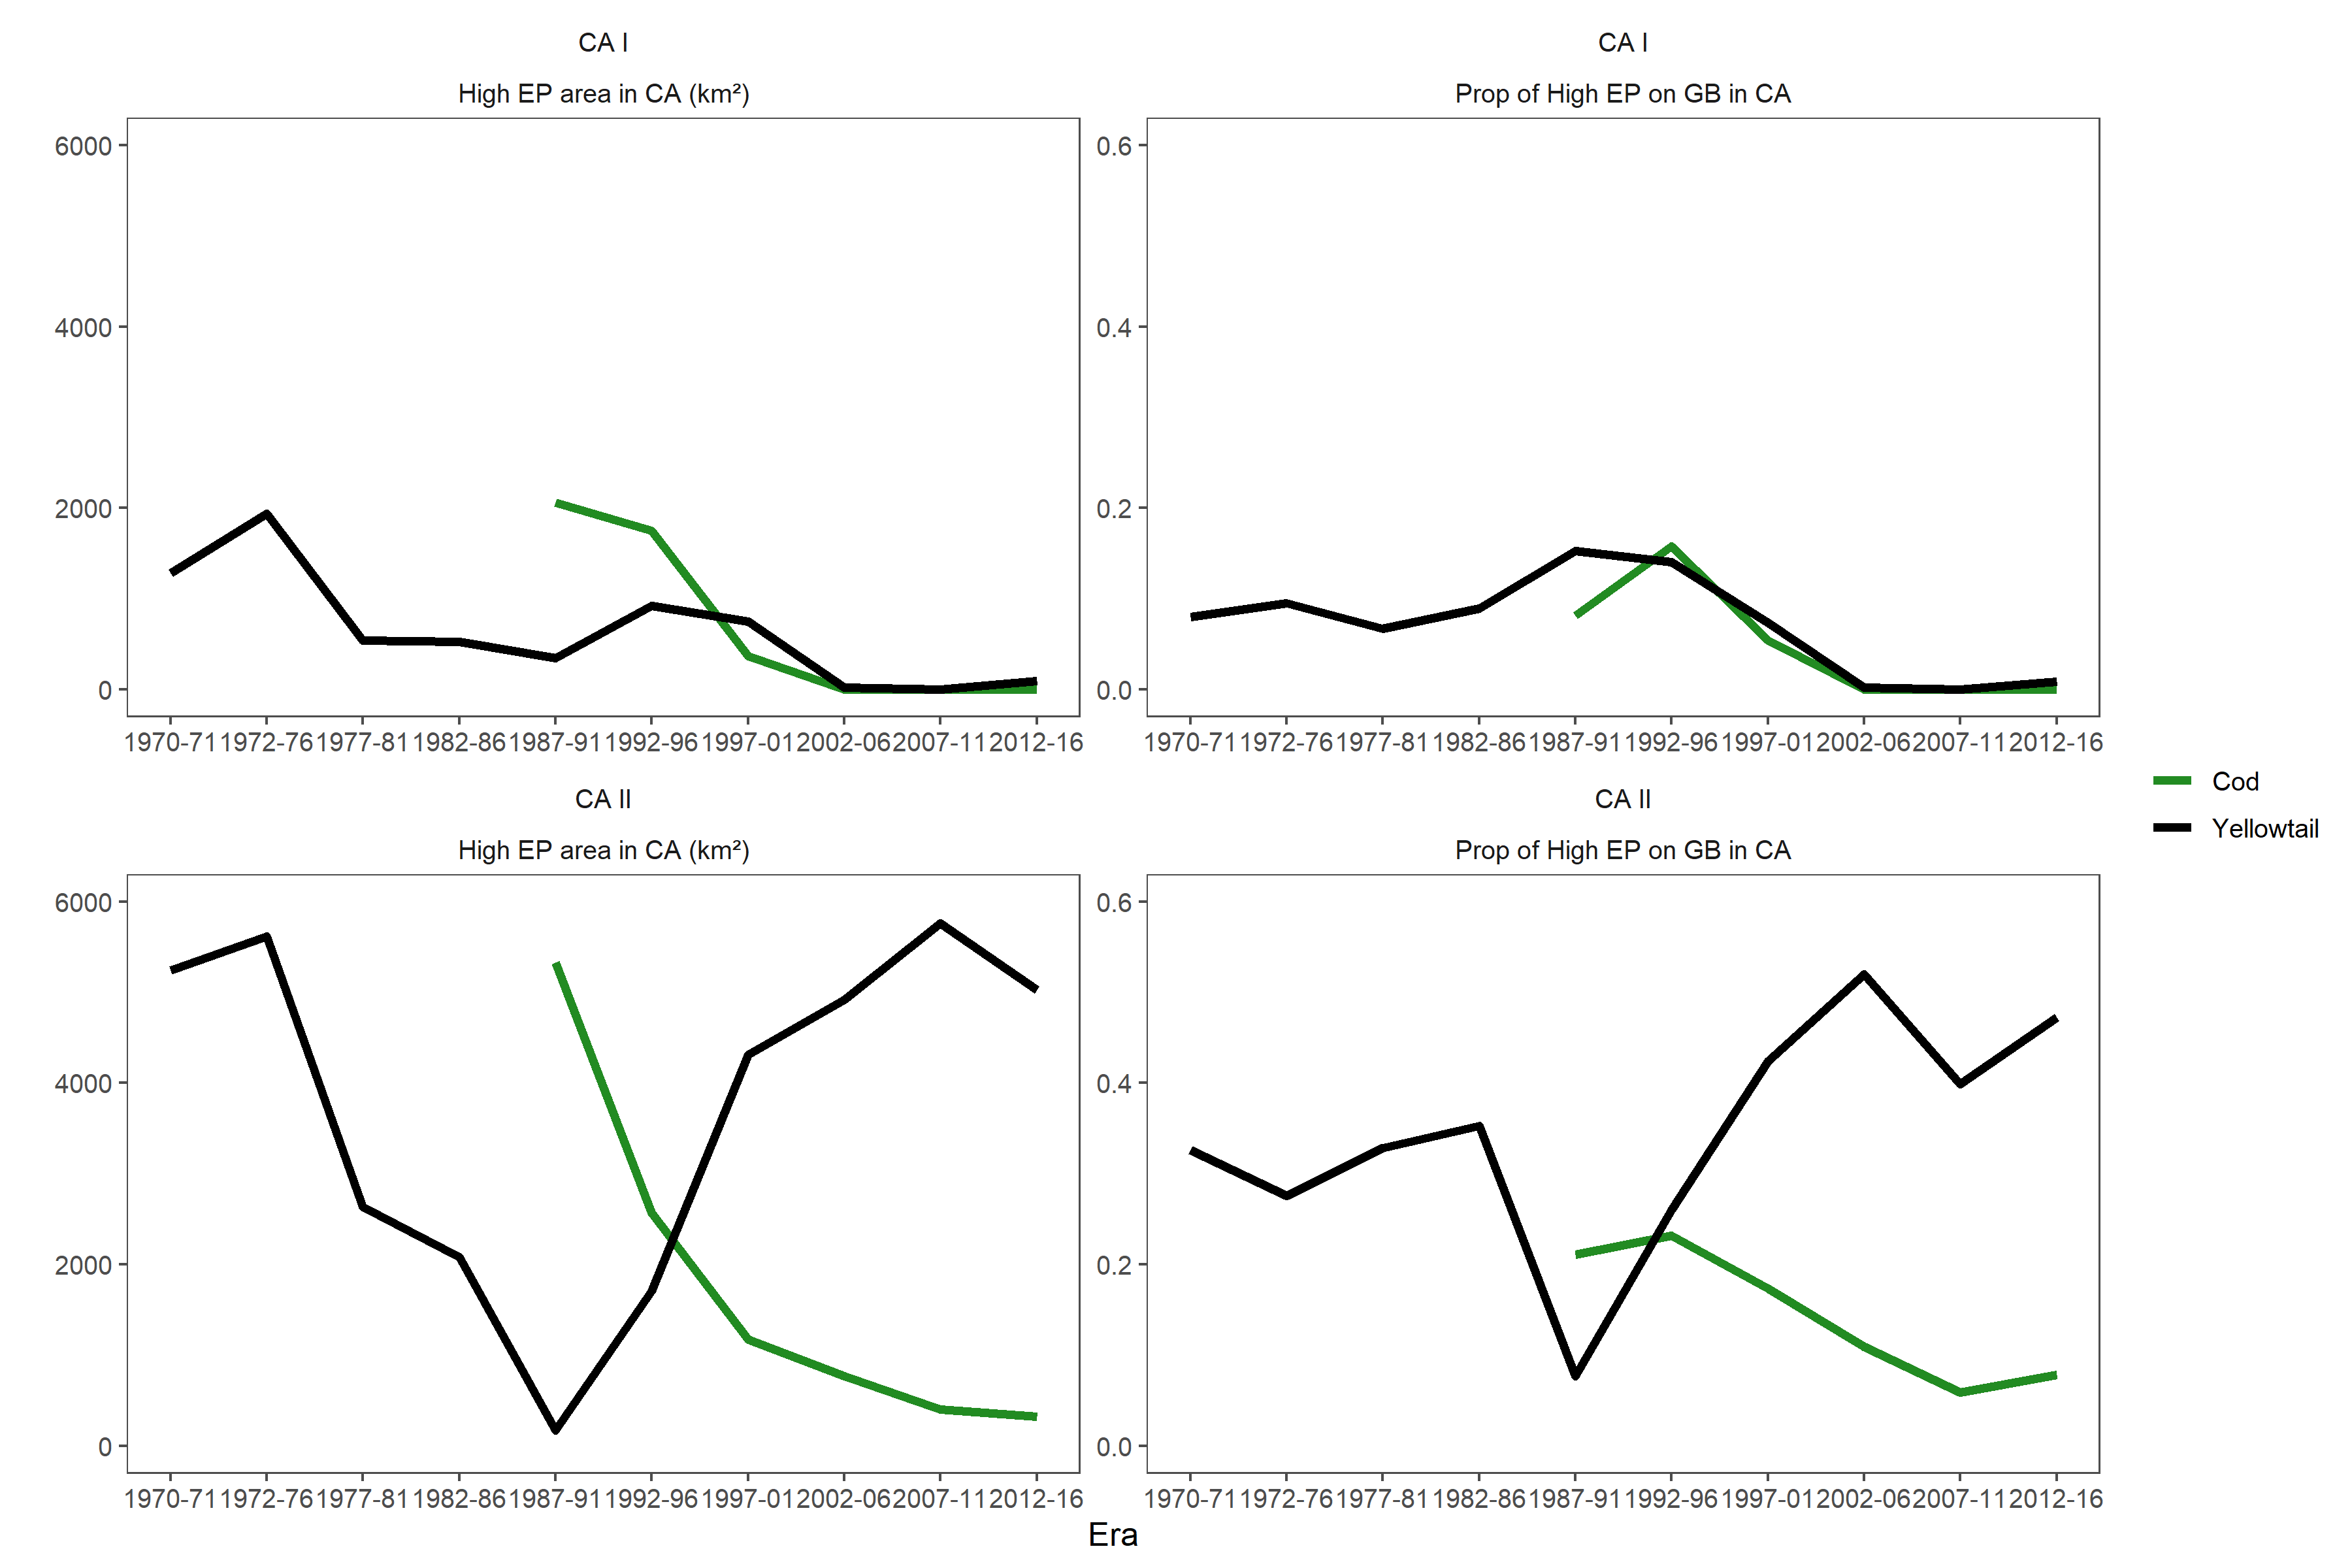 CA I
High EP area in CA (km²)
6000
4000
2000
0
1970-71 1972-76 1977-81 1982-86 1987-91 1992-96 1997-01 2002-06 2007-11 2012-16
CA I
Prop of High EP on GB in CA
0.6
0.4
0.2
0.0
1970-71 1972-76 1977-81 1982-86 1987-91 1992-96 1997-01 2002-06 2007-11 2012-16
CA II
High EP area in CA (km²)
6000
4000
2000
0
1970-71 1972-76 1977-81 1982-86 1987-91 1992-96 1997-01 2002-06 2007-11 2012-16
CA II
Prop of High EP on GB in CA
0.6
0.4
0.2
0.0
1970-71 1972-76 1977-81 1982-86 1987-91 1992-96 1997-01 2002-06 2007-11 2012-16
Era
Cod
Yellowtail